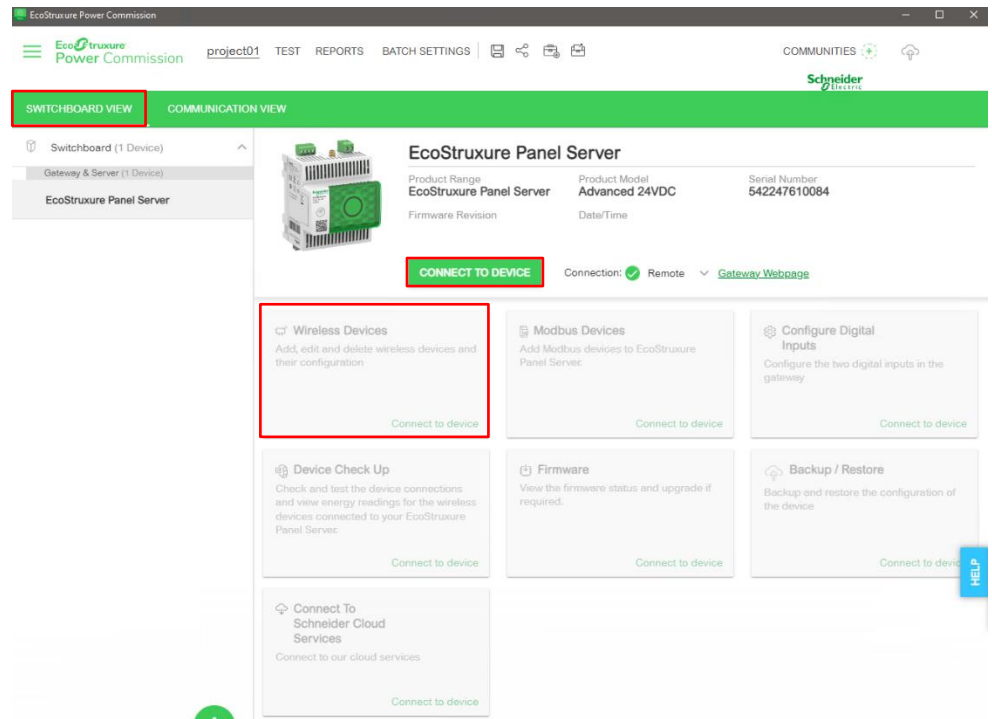 EcoStruxure Power Commission
EcoStruxure
Power Commission
project01 TEST REPORTS BATCH SETTINGS
COMMUNITIES
Schneider
Electric
SWITCHBOARD VIEW COMMUNICATION VIEW
Switchboard (1 Device)
Gateway & Server (1 Device)
EcoStruxure Panel Server
EcoStruxure Panel Server
Product Range
EcoStruxure Panel Server
Product Model
Advanced 24VDC
Serial Number
542247610084
Firmware Revision
Date/Time
CONNECT TO DEVICE
Connection: Remote
Gateway Webpage
Wireless Devices
Add, edit and delete wireless devices and
their configuration
Connect to device
Modbus Devices
Add Modbus devices to EcoStruxure
Panel Server.
Connect to device
Configure Digital
Inputs
Configure the two digital inputs in the
gateway
Connect to device
Device Check Up
Check and test the device connections
and view energy readings for the wireless
devices connected to your EcoStruxure
Panel Server.
Connect to device
Firmware
View the firmware status and upgrade if
required.
Connect to device
Backup / Restore
Backup and restore the configuration of
the device
Connect to devic
HELP
Connect To
Schneider Cloud
Services
Connect to our cloud services
Connect to device